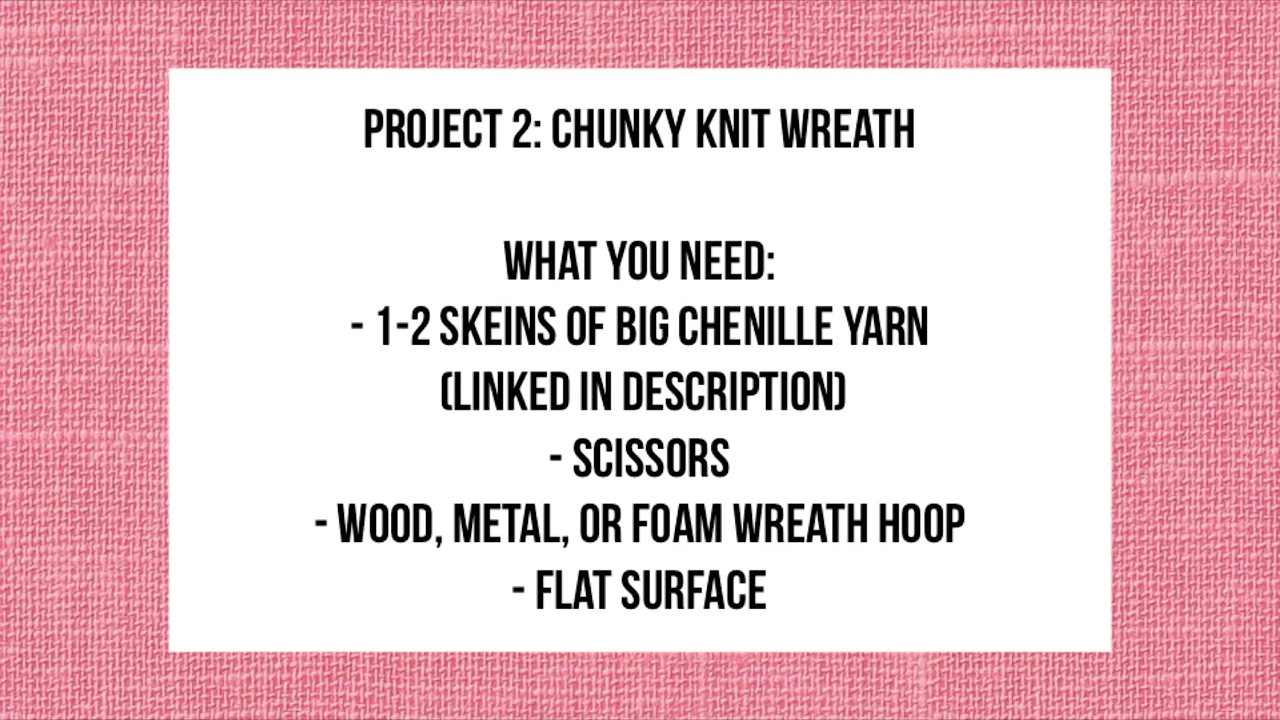 PROJECT 2: CHUNKY KNIT WREATH
WHAT YOU NEED:
- 1-2 SKEINS OF BIG CHENILLE YARN
(LINKED IN DESCRIPTION)
- SCISSORS
- WOOD, METAL, OR FOAM WREATH HOOP
- FLAT SURFACE